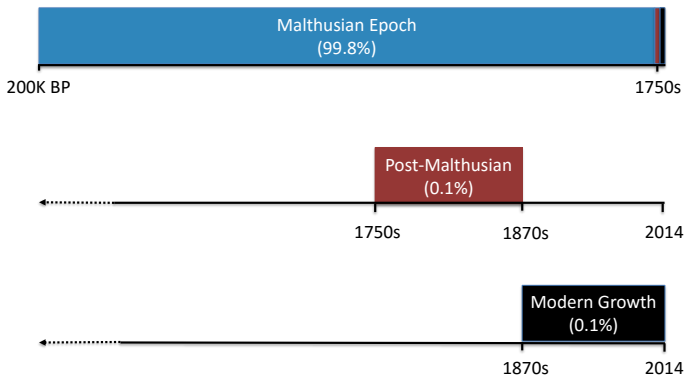 Malthusian Epoch
(99.8%)
200K BP 1750s
Post-Malthusian
(0.1%)
1750s 1870s 2014
Modern Growth
(0.1%)
1870s 2014